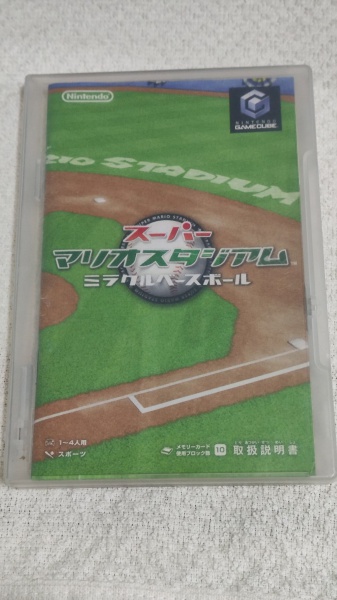 Nintendo
NINTENDO
GAMECUBE
RIO STADIUM
スーパー
マリオスタジアム
ミラクルベースボール
1～4人用
スポーツ
メモリーカード
使用ブロック数
10
取扱説明書